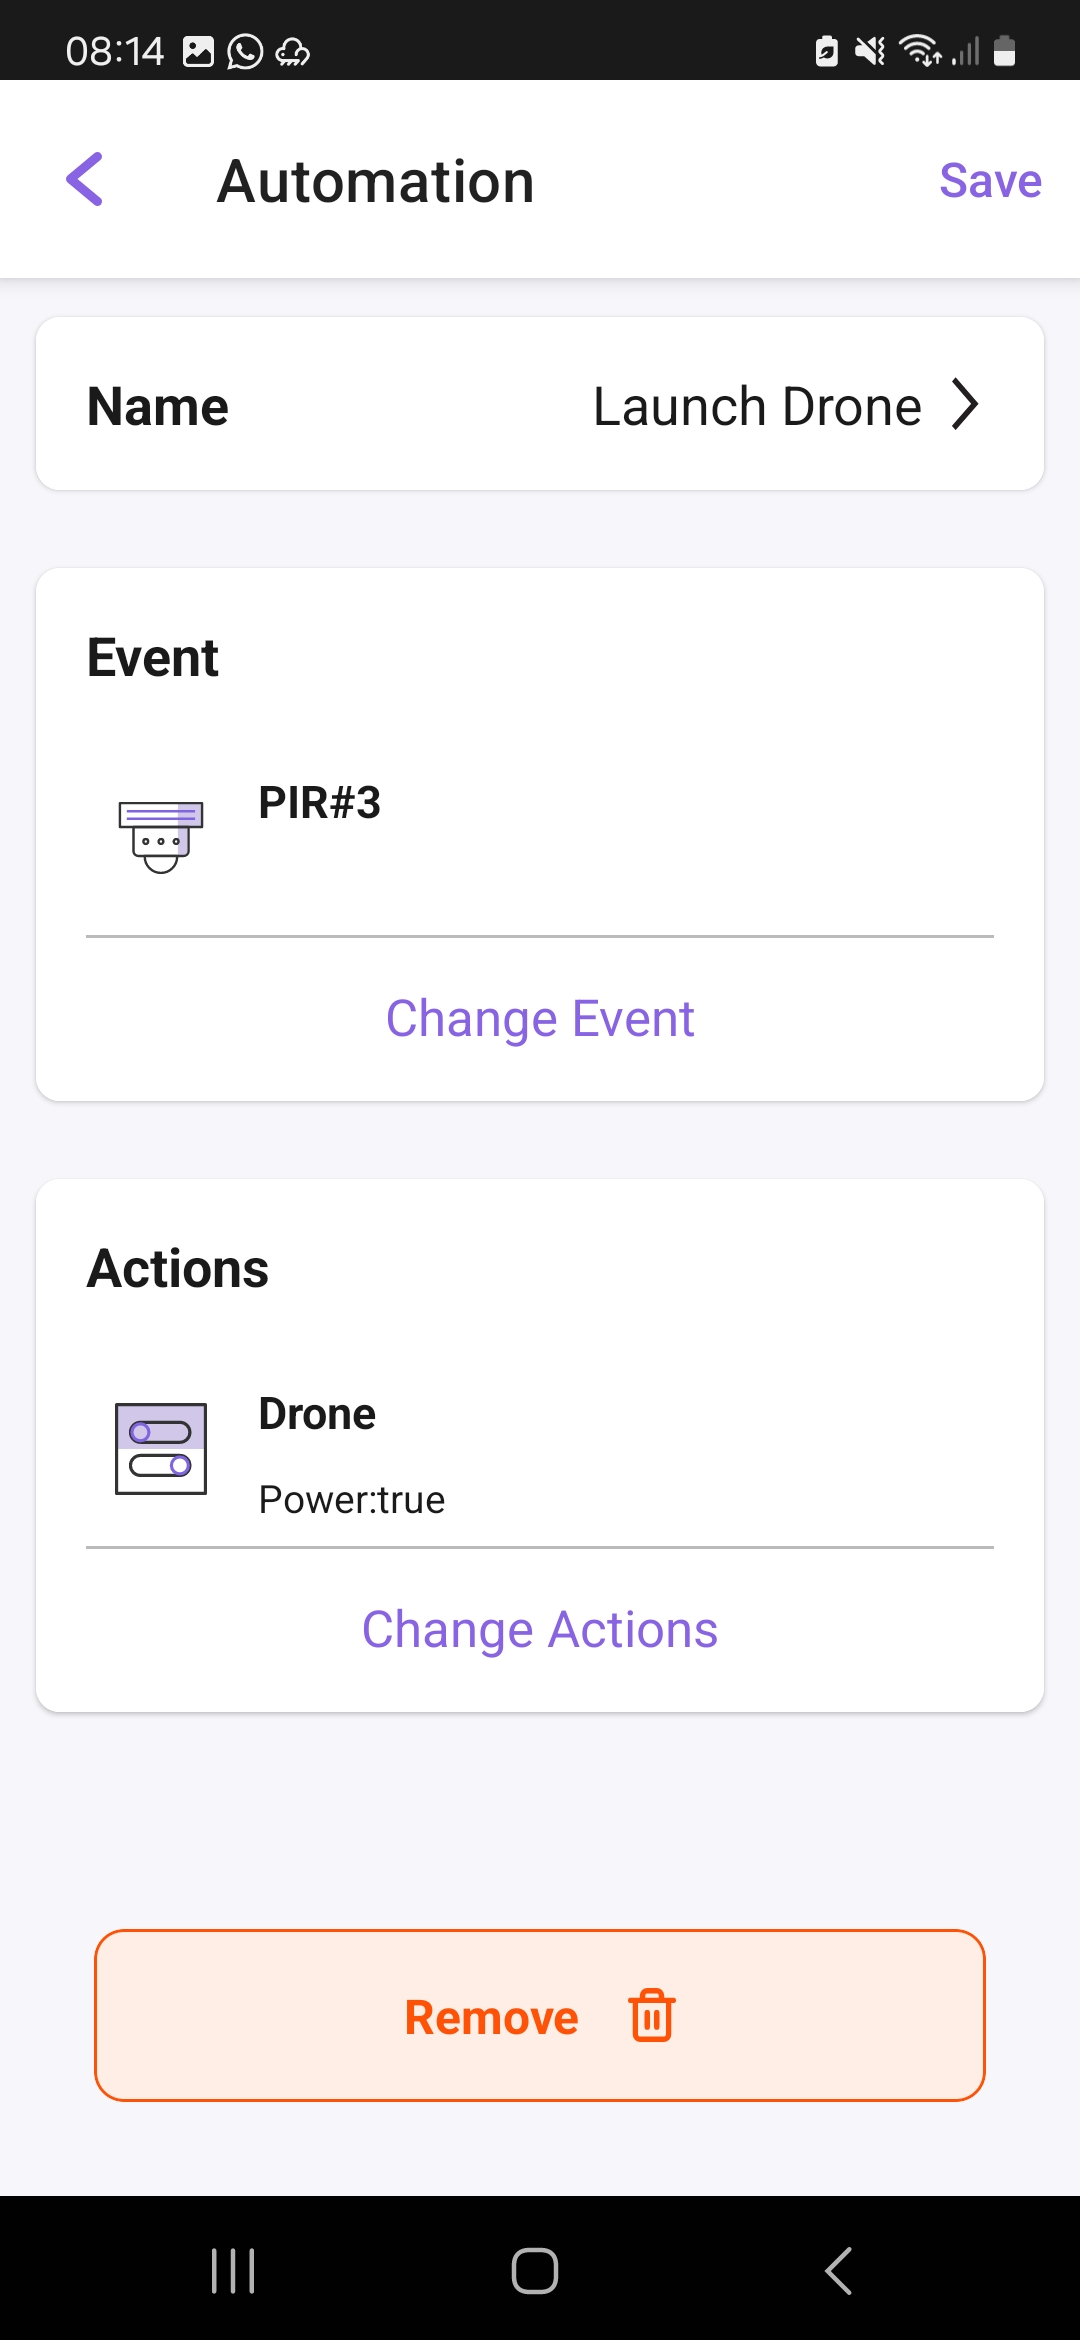 08:14
Automation
Save
Name
Launch Drone
Event
PIR#3
Change Event
Actions
Drone
Power:true
Change Actions
Remove